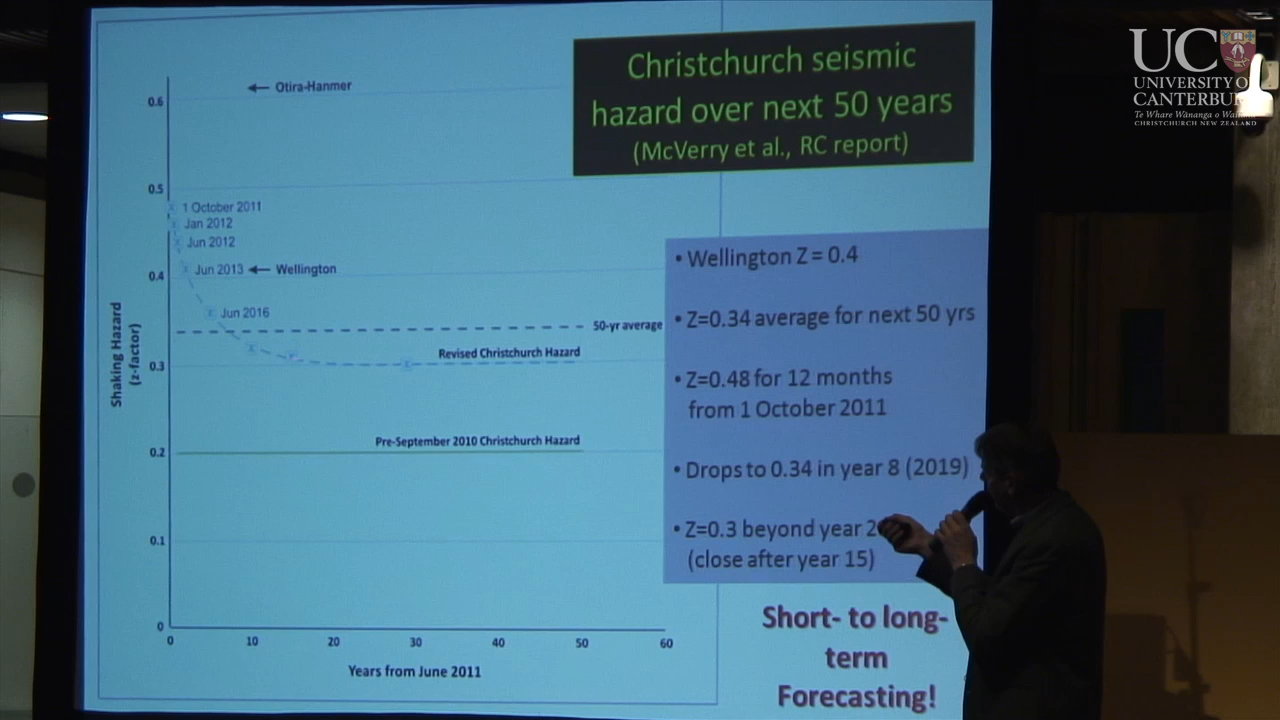 Christchurch seismic
hazard over next 50 years
(McVerry et al., RC report)
UC
UNIVERSITY OF
CANTERBURY
Te Whare Wānanga o
CHRISTCHURCH NEW ZEALAND
0.6
0.5
0.4
0.3
0.2
0.1
0
Otira-Hanmer
1 October 2011
Jan 2012
Jun 2012
Jun 2013
Wellington
Jun 2016
50-yr average
Revised Christchurch Hazard
Pre-September 2010 Christchurch Hazard
Shaking Hazard
(z-factor)
0 10 20 30 40 50 60
Years from June 2011
• Wellington Z = 0.4
• Z=0.34 average for next 50 yrs
• Z=0.48 for 12 months
from 1 October 2011
• Drops to 0.34 in year 8 (2019)
• Z=0.3 beyond year
(close after year 15)
Short- to long-
term
Forecasting!